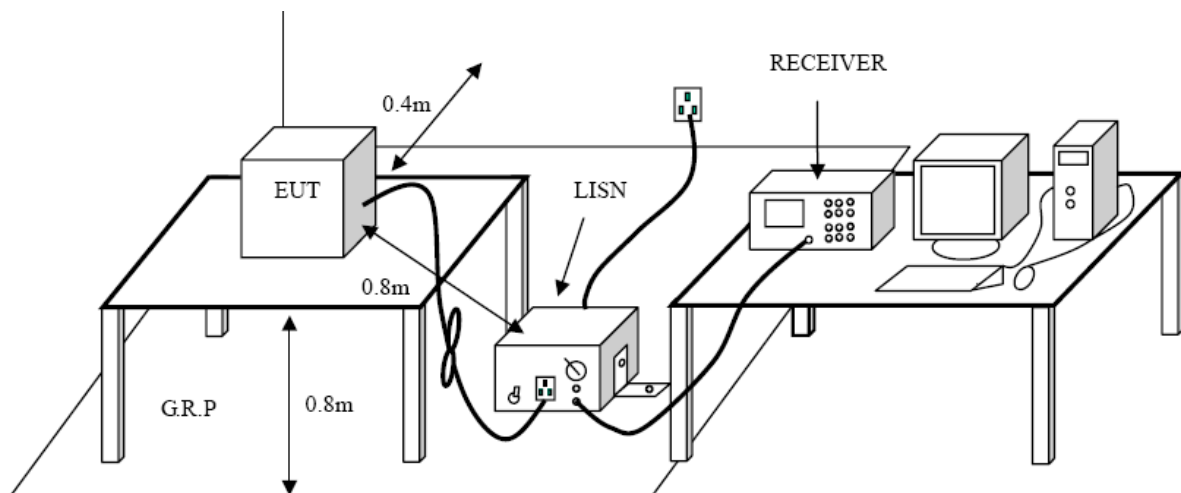 RECEIVER
0.4m
EUT
LISN
0.8m
G.R.P
0.8m